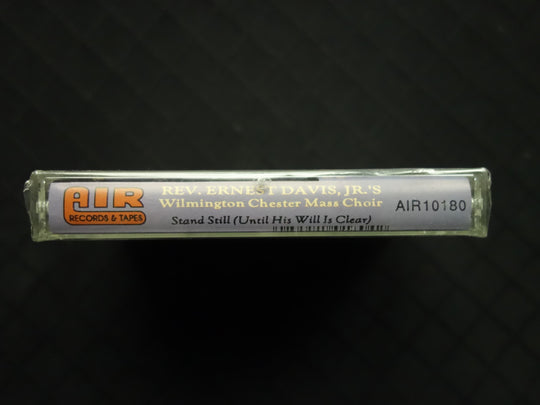 AIR
RECORDS & TAPES
REV. ERNEST DAVIS, JR.'S
Wilmington Chester Mass Choir
Stand Still (Until His Will Is Clear)
AIR10180